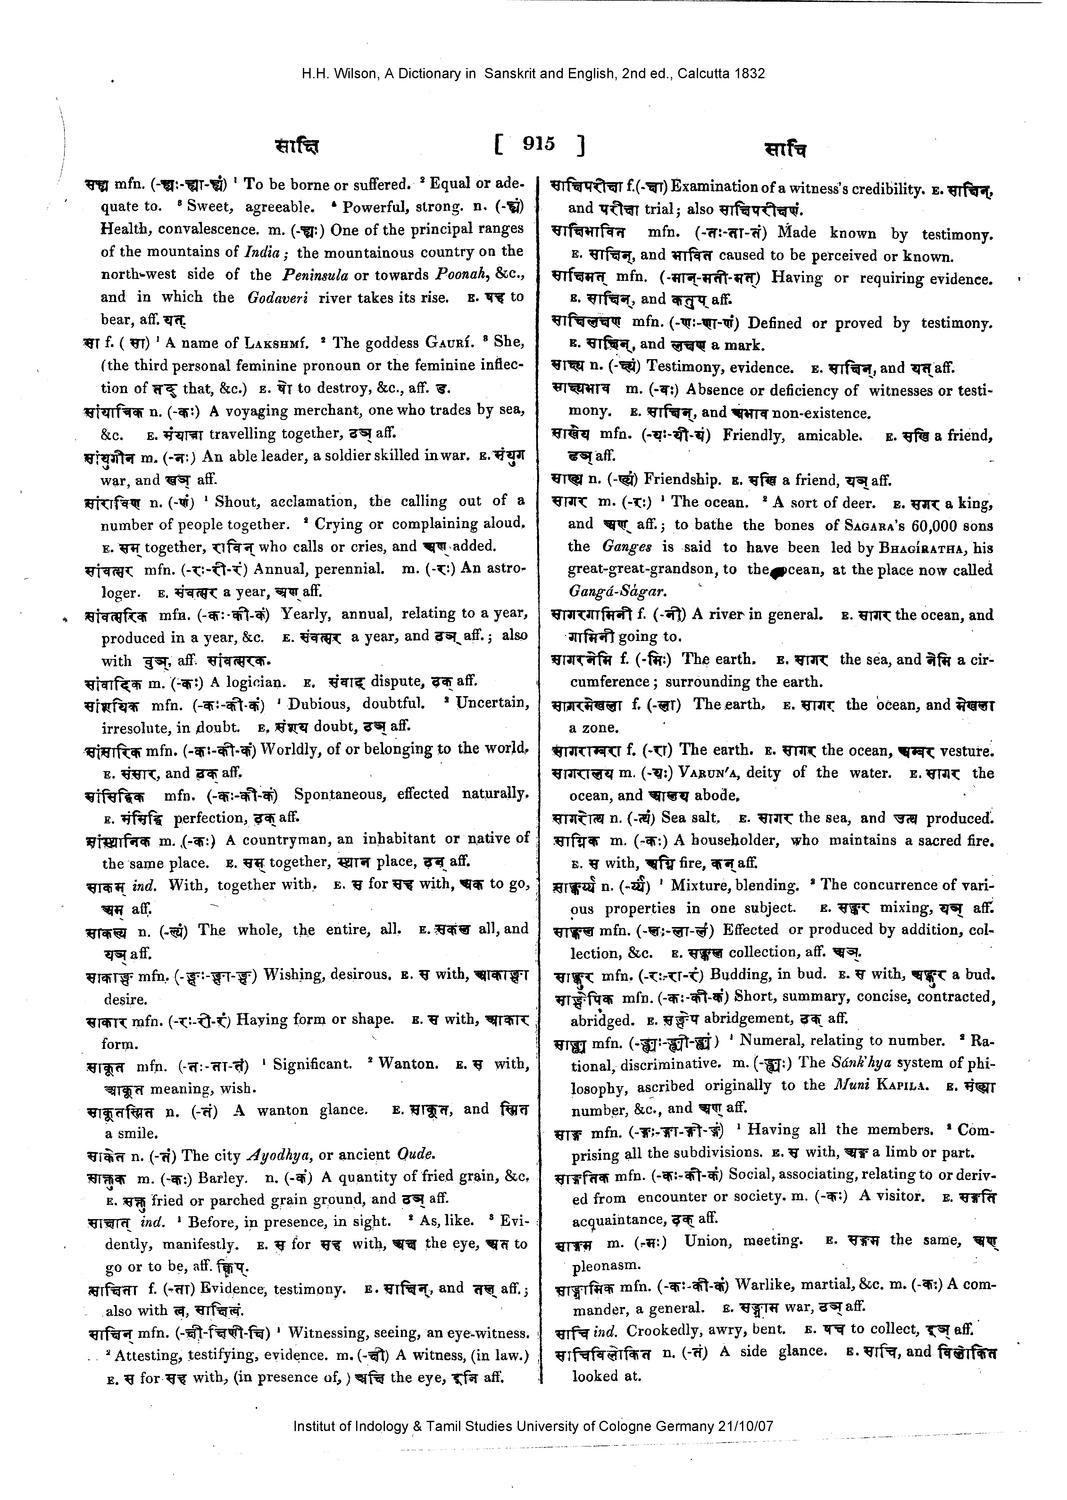 H.H. Wilson, A Dictionary in Sanskrit and English, 2nd ed., Calcutta 1832
साक्षि [ 915 ] साचि
सह्य mfn. (-ह्यः-ह्या-ह्यं) ¹ To be borne or suffered. ² Equal or ade-
quate to. ³ Sweet, agreeable. ⁴ Powerful, strong. n. (-ह्यं)
Health, convalescence. m. (-ह्यः) One of the principal ranges
of the mountains of India; the mountainous country on the
north-west side of the Peninsula or towards Poonah, &c.,
and in which the Godaveri river takes its rise. E. षह to
bear, aff. यत्.
सा f. ( सा) ¹ A name of LAKSHMÍ. ² The goddess GAURÍ. ³ She,
(the third personal feminine pronoun or the feminine inflec-
tion of तद् that, &c.) E. षो to destroy, &c., aff. ड.
सांयात्रिक n. (-कः) A voyaging merchant, one who trades by sea,
&c. E. संयात्रा travelling together, ठञ् aff.
सांयुगीन m. (-नः) An able leader, a soldier skilled in war. E. संयुग
war, and खञ् aff.
सांराविण n. (-णं) ¹ Shout, acclamation, the calling out of a
number of people together. ² Crying or complaining aloud.
E. सम् together, राविन् who calls or cries, and अण added.
सांवत्सर mfn. (-रः-री-रं) Annual, perennial. m. (-रः) An astro-
loger. E. संवत्सर a year, अण aff.
सांवत्सरिक mfn. (-कः-की-कं) Yearly, annual, relating to a year,
produced in a year, &c. E. संवत्सर a year, and ठञ् aff.; also
with वुञ्, aff. सांवत्सरक.
सांवादिक m. (-कः) A logician. E. संवाद dispute, ठक् aff.
सांशयिक mfn. (-कः-की-कं) ¹ Dubious, doubtful. ² Uncertain,
irresolute, in doubt. E. संशय doubt, ठञ् aff.
सांसारिक mfn. (-कः-की-कं) Worldly, of or belonging to the world.
E. संसार, and ठक् aff.
सांसिद्धिक mfn. (-कः-की-कं) Spontaneous, effected naturally.
E. संसिद्धि perfection, ठक् aff.
सांस्थानिक m. (-कः) A countryman, an inhabitant or native of
the same place. E. सम् together, स्थान place, ठक् aff.
साकम् ind. With, together with. E. स for सह with, अक to go,
अम् aff.
साकल्य n. (-ल्यं) The whole, the entire, all. E. सकल all, and
यञ् aff.
साकाङ्क्ष mfn. (-ङ्क्षः-ङ्क्षा-ङ्क्षं) Wishing, desirous. E. स with, आकाङ्क्षा
desire.
साकार mfn. (-रः-री-रं) Having form or shape. E. स with, आकार
form.
साकूत mfn. (-तः-ता-तं) ¹ Significant. ² Wanton. E. स with,
आकूत meaning, wish.
साकूतस्मित n. (-तं) A wanton glance. E. साकूत, and स्मित
a smile.
साकेत n. (-तं) The city Ayodhya, or ancient Oude.
साक्तुक m. (-कः) Barley. n. (-कं) A quantity of fried grain, &c.
E. सक्तु fried or parched grain ground, and ठञ् aff.
साक्षात् ind. ¹ Before, in presence, in sight. ² As, like. ³ Evi-
dently, manifestly. E. स for सह with, अक्ष the eye, अत to
go or to be, aff. क्विप्.
साक्षिता f. (-ता) Evidence, testimony. E. साक्षिन्, and तल् aff.;
also with त्व, साक्षित्वं.
साक्षिन् mfn. (-क्षी-क्षिणी-क्षि) ¹ Witnessing, seeing, an eye-witness.
² Attesting, testifying, evidence. m. (-क्षी) A witness, (in law.)
E. स for सह with, (in presence of,) अक्षि the eye, इनि aff.
साक्षिपरीक्षा f. (-क्षा) Examination of a witness's credibility. E. साक्षिन्,
and परीक्षा trial; also साक्षिपरीक्षणं.
साक्षिभावित mfn. (-तः-ता-तं) Made known by testimony.
E. साक्षिन्, and भावित caused to be perceived or known.
साक्षिमत् mfn. (-मान्-मती-मत्) Having or requiring evidence.
E. साक्षिन्, and मतुप् aff.
साक्षिलक्षण mfn. (-णः-णा-णं) Defined or proved by testimony.
E. साक्षिन्, and लक्षण a mark.
साक्ष्य n. (-क्ष्यं) Testimony, evidence. E. साक्षिन्, and यत् aff.
साक्ष्यभाव m. (-वः) Absence or deficiency of witnesses or testi-
mony. E. साक्षिन्, and अभाव non-existence.
साखेय mfn. (-यः-यी-यं) Friendly, amicable. E. सखि a friend,
ढञ् aff.
साख्य n. (-ख्यं) Friendship. E. सखि a friend, यञ् aff.
सागर m. (-रः) ¹ The ocean. ² A sort of deer. E. सगर a king,
and अण aff.; to bathe the bones of SAGARA'S 60,000 sons
the Ganges is said to have been led by BHAGÍRATHA, his
great-great-grandson, to the ocean, at the place now called
Gangá-Ságar.
सागरगामिनी f. (-नी) A river in general. E. सागर the ocean, and
गामिनी going to.
सागरनेमि f. (-मिः) The earth. E. सागर the sea, and नेमि a cir-
cumference; surrounding the earth.
सागरमेखला f. (-ला) The earth. E. सागर the ocean, and मेखला
a zone.
सागराम्बरा f. (-रा) The earth. E. सागर the ocean, अम्बर vesture.
सागरालय m. (-यः) VARUN'A, deity of the water. E. सागर the
ocean, and आलय abode.
सागरोत्थ n. (-त्थं) Sea salt. E. सागर the sea, and उत्थ produced.
साग्निक m. (-कः) A householder, who maintains a sacred fire.
E. स with, अग्नि fire, कन् aff.
साङ्कर्य्य n. (-र्य्यं) ¹ Mixture, blending. ² The concurrence of vari-
ous properties in one subject. E. सङ्कर mixing, यञ् aff.
साङ्कल mfn. (-लः-ला-लं) Effected or produced by addition, col-
lection, &c. E. सङ्कल collection, aff. अञ्.
साङ्कुर mfn. (-रः-रा-रं) Budding, in bud. E. स with, अङ्कुर a bud.
साङ्क्षेपिक mfn. (-कः-की-कं) Short, summary, concise, contracted,
abridged. E. सङ्क्षेप abridgement, ठक् aff.
साङ्ख्य mfn. (-ङ्ख्यः-ङ्ख्यी-ङ्ख्यं) ¹ Numeral, relating to number. ² Ra-
tional, discriminative. m. (-ङ्ख्यः) The Sánk'hya system of phi-
losophy, ascribed originally to the Muni KAPILA. E. संख्या
number, &c., and अण aff.
साङ्ग mfn. (-ङ्गः-ङ्गा-ङ्गी-ङ्गं) ¹ Having all the members. ² Com-
prising all the subdivisions. E. स with, अङ्ग a limb or part.
साङ्गतिक mfn. (-कः-की-कं) Social, associating, relating to or deriv-
ed from encounter or society. m. (-कः) A visitor. E. सङ्गति
acquaintance, ठक् aff.
साङ्गम m. (-मः) Union, meeting. E. सङ्गम the same, अण्
pleonasm.
साङ्ग्रामिक mfn. (-कः-की-कं) Warlike, martial, &c. m. (-कः) A com-
mander, a general. E. सङ्ग्राम war, ठञ् aff.
साचि ind. Crookedly, awry, bent. E. षच to collect, इण् aff.
साचिविलोकित n. (-तं) A side glance. E. साचि, and विलोकित
looked at.
Institut of Indology & Tamil Studies University of Cologne Germany 21/10/07